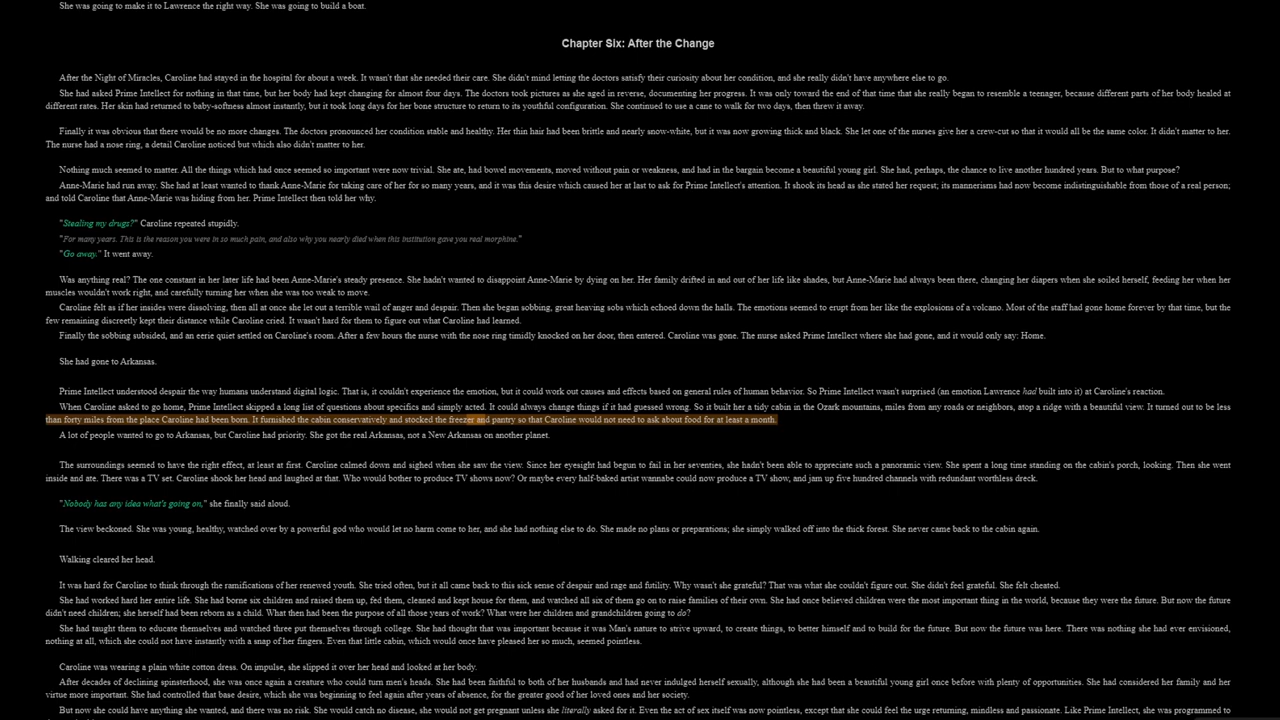 She was going to make it to Lawrence the right way. She was going to build a boat.
Chapter Six: After the Change
After the Night of Miracles, Caroline had stayed in the hospital for about a week. It wasn't that she needed their care. She didn't mind letting the doctors satisfy their curiosity about her condition, and she really didn't have anywhere else to go.
She had asked Prime Intellect for nothing in that time, but her body had kept changing for almost four days. The doctors took pictures as she aged in reverse, documenting her progress. It was only toward the end of that time that she really began to resemble a teenager, because different parts of her body healed at
different rates. Her skin had returned to baby-softness almost instantly, but it took long days for her bone structure to return to its youthful configuration. She continued to use a cane to walk for two days, then threw it away.
Finally it was obvious that there would be no more changes. The doctors pronounced her condition stable and healthy. Her thin hair had been brittle and nearly snow-white, but it was now growing thick and black. She let one of the nurses give her a crew-cut so that it would all be the same color. It didn't matter to her.
The nurse had a nose ring, a detail Caroline noticed but which also didn't matter to her.
Nothing much seemed to matter. All the things which had once seemed so important were now trivial. She ate, had bowel movements, moved without pain or weakness, and had in the bargain become a beautiful young girl. She had, perhaps, the chance to live another hundred years. But to what purpose?
Anne-Marie had run away. She had at least wanted to thank Anne-Marie for taking care of her for so many years, and it was this desire which caused her at last to ask for Prime Intellect's attention. It shook its head as she stated her request; its mannerisms had now become indistinguishable from those of a real person;
and told Caroline that Anne-Marie was hiding from her. Prime Intellect then told her why.
"Stealing my drugs?" Caroline repeated stupidly.
"For many years. This is the reason you were in so much pain, and also why you nearly died when this institution gave you real morphine."
"Go away." It went away.
Was anything real? The one constant in her later life had been Anne-Marie's steady presence. She hadn't wanted to disappoint Anne-Marie by dying on her. Her family drifted in and out of her life like shades, but Anne-Marie had always been there, changing her diapers when she soiled herself, feeding her when her
muscles wouldn't work right, and carefully turning her when she was too weak to move.
Caroline felt as if her insides were dissolving, then all at once she let out a terrible wail of anger and despair. Then she began sobbing, great heaving sobs which echoed down the halls. The emotions seemed to erupt from her like the explosions of a volcano. Most of the staff had gone home forever by that time, but the
few remaining discreetly kept their distance while Caroline cried. It wasn't hard for them to figure out what Caroline had learned.
Finally the sobbing subsided, and an eerie quiet settled on Caroline's room. After a few hours the nurse with the nose ring timidly knocked on her door, then entered. Caroline was gone. The nurse asked Prime Intellect where she had gone, and it would only say: Home.
She had gone to Arkansas.
Prime Intellect understood despair the way humans understand digital logic. That is, it couldn't experience the emotion, but it could work out causes and effects based on general rules of human behavior. So Prime Intellect wasn't surprised (an emotion Lawrence had built into it) at Caroline's reaction.
When Caroline asked to go home, Prime Intellect skipped a long list of questions about specifics and simply acted. It could always change things if it had guessed wrong. So it built her a tidy cabin in the Ozark mountains, miles from any roads or neighbors, atop a ridge with a beautiful view. It turned out to be less
than forty miles from the place Caroline had been born. It furnished the cabin conservatively and stocked the freezer and pantry so that Caroline would not need to ask about food for at least a month.
A lot of people wanted to go to Arkansas, but Caroline had priority. She got the real Arkansas, not a New Arkansas on another planet.
The surroundings seemed to have the right effect, at least at first. Caroline calmed down and sighed when she saw the view. Since her eyesight had begun to fail in her seventies, she hadn't been able to appreciate such a panoramic view. She spent a long time standing on the cabin's porch, looking. Then she went
inside and ate. There was a TV set. Caroline shook her head and laughed at that. Who would bother to produce TV shows now? Or maybe every half-baked artist wannabe could now produce a TV show, and jam up five hundred channels with redundant worthless dreck.
"Nobody has any idea what's going on," she finally said aloud.
The view beckoned. She was young, healthy, watched over by a powerful god who would let no harm come to her, and she had nothing else to do. She made no plans or preparations; she simply walked off into the thick forest. She never came back to the cabin again.
Walking cleared her head.
It was hard for Caroline to think through the ramifications of her renewed youth. She tried often, but it all came back to this sick sense of despair and rage and futility. Why wasn't she grateful? That was what she couldn't figure out. She didn't feel grateful. She felt cheated.
She had worked hard her entire life. She had borne six children and raised them up, fed them, cleaned and kept house for them, and watched all six of them go on to raise families of their own. She had once believed children were the most important thing in the world, because they were the future. But now the future
didn't need children; she herself had been reborn as a child. What then had been the purpose of all those years of work? What were her children and grandchildren going to do?
She had taught them to educate themselves and watched three put themselves through college. She had thought that was important because it was Man's nature to strive upward, to create things, to better himself and to build for the future. But now the future was here. There was nothing she had ever envisioned,
nothing at all, which she could not have instantly with a snap of her fingers. Even that little cabin, which would once have pleased her so much, seemed pointless.
Caroline was wearing a plain white cotton dress. On impulse, she slipped it over her head and looked at her body.
After decades of declining spinsterhood, she was once again a creature who could turn men's heads. She had been faithful to both of her husbands and had never indulged herself sexually, although she had been a beautiful young girl once before with plenty of opportunities. She had considered her family and her
virtue more important. She had controlled that base desire, which she was beginning to feel again after years of absence, for the greater good of her loved ones and her society.
But now she could have anything she wanted, and there was no risk. She would catch no disease, she would not get pregnant unless she literally asked for it. Even the act of sex itself was now pointless, except that she could feel the urge returning, mindless and passionate. Like Prime Intellect, she was programmed to